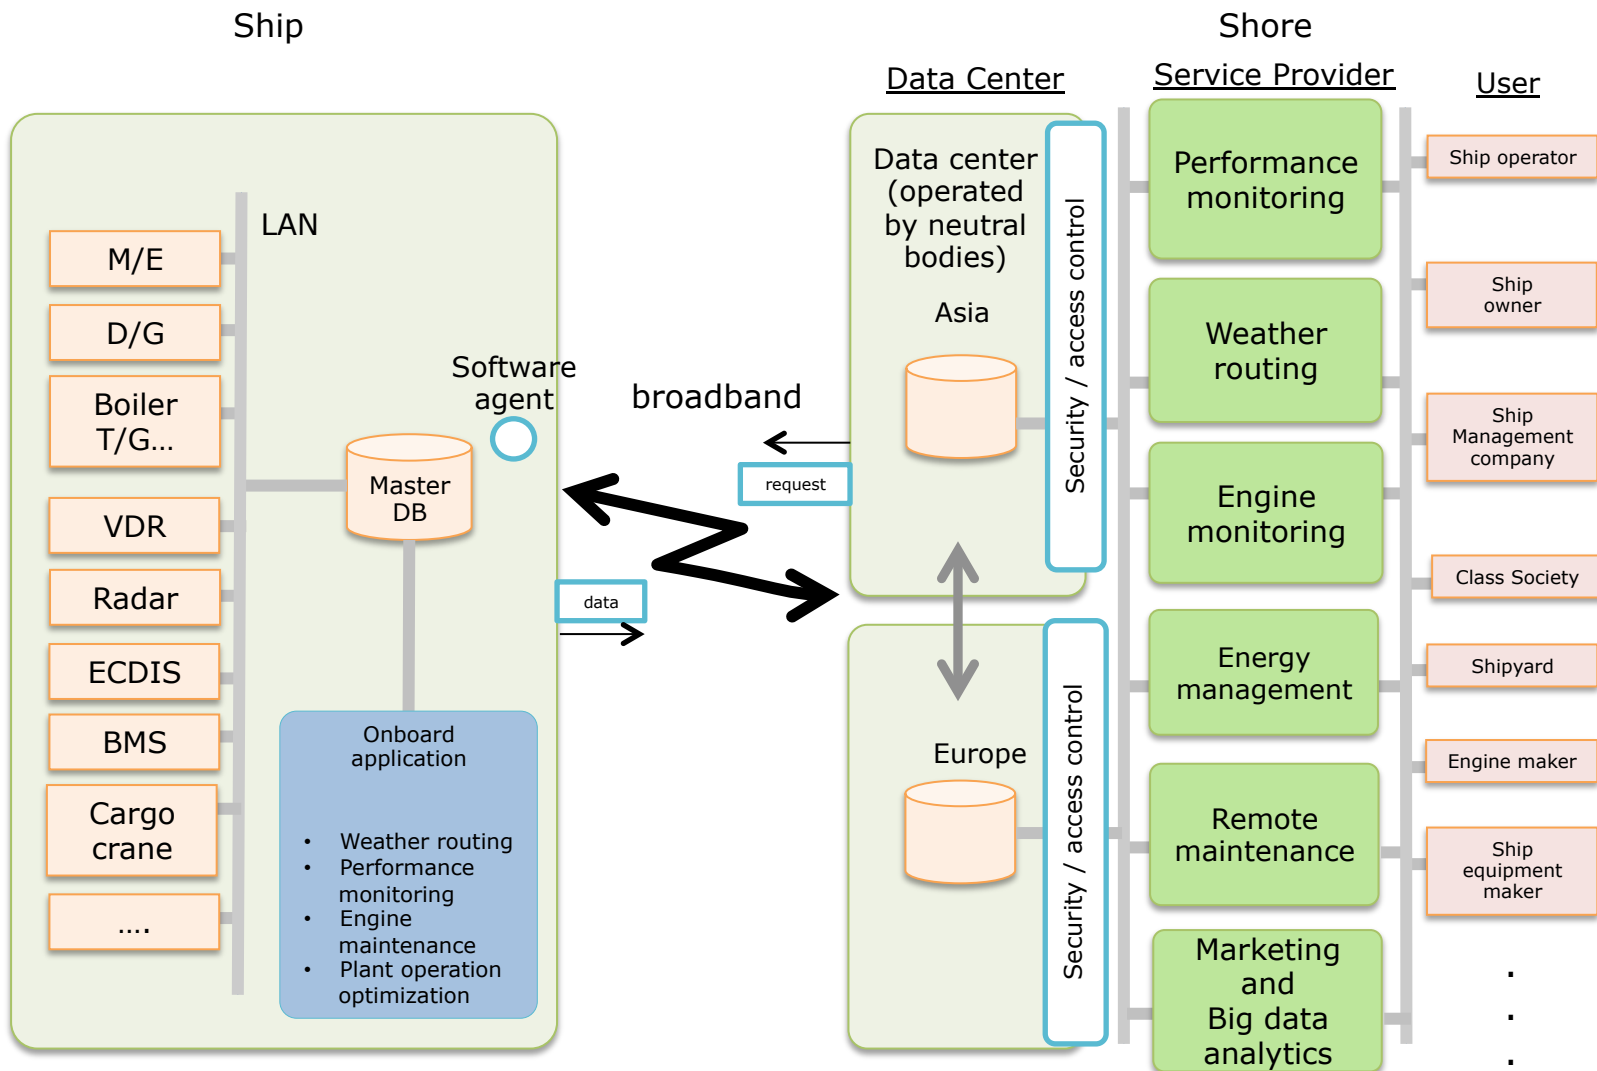 Ship
LAN
M/E
D/G
Boiler
T/G...
VDR
Radar
ECDIS
BMS
Cargo
crane
....
Software
agent
Master
DB
Onboard
application
• Weather routing
• Performance
monitoring
• Engine
maintenance
• Plant operation
optimization
broadband
request
data
Shore
Data Center
Data center
(operated
by neutral
bodies)
Asia
Security / access control
Europe
Security / access control
Service Provider
Performance
monitoring
Weather
routing
Engine
monitoring
Energy
management
Remote
maintenance
Marketing
and
Big data
analytics
User
Ship operator
Ship
owner
Ship
Management
company
Class Society
Shipyard
Engine maker
Ship
equipment
maker
.
.
.